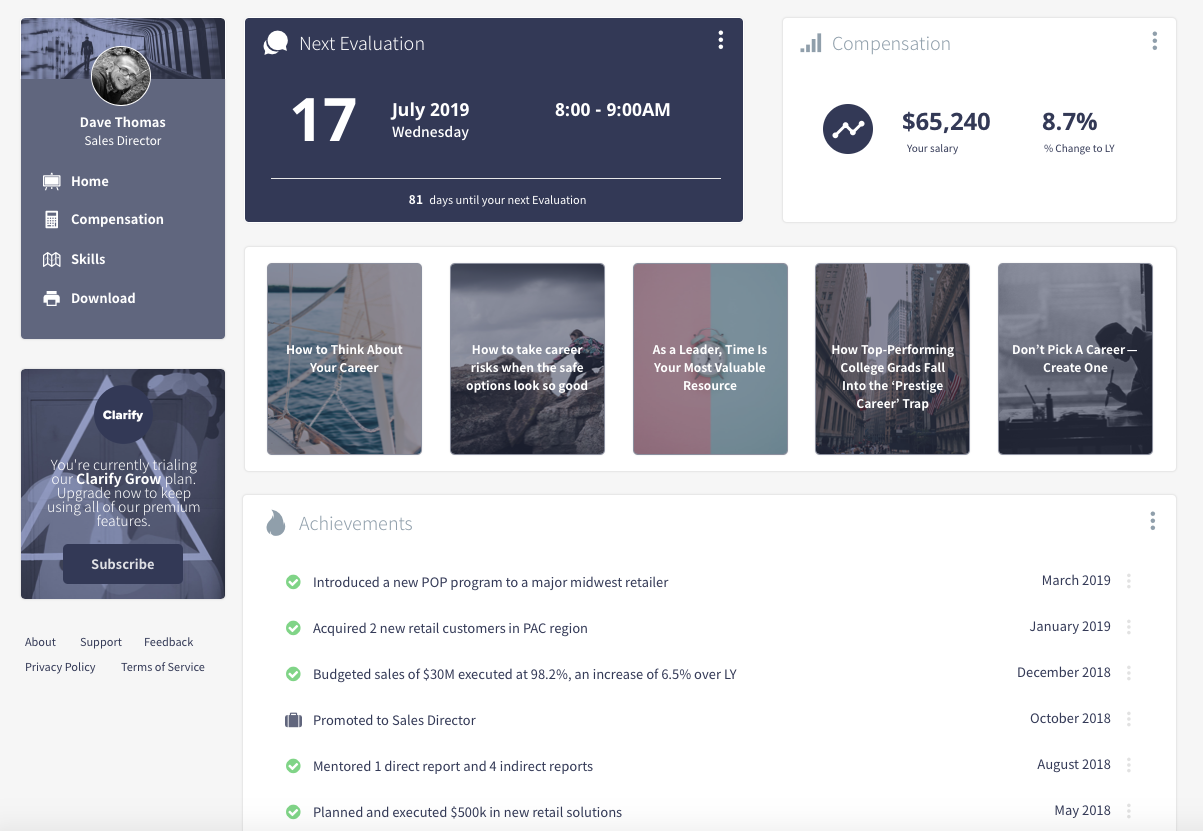 Dave Thomas
Sales Director
Home
Compensation
Skills
Download
Clarify
You're currently trialing
our Clarify Grow plan.
Upgrade now to keep
using all of our premium
features.
Subscribe
About Support Feedback
Privacy Policy Terms of Service
Next Evaluation
17
July 2019
Wednesday
8:00 - 9:00AM
81 days until your next Evaluation
Compensation
$65,240
Your salary
8.7%
% Change to LY
How to Think About
Your Career
How to take career
risks when the safe
options look so good
As a Leader, Time Is
Your Most Valuable
Resource
How Top-Performing
College Grads Fall
Into the ‘Prestige
Career’ Trap
Don’t Pick A Career —
Create One
Achievements
Introduced a new POP program to a major midwest retailer March 2019
Acquired 2 new retail customers in PAC region January 2019
Budgeted sales of $30M executed at 98.2%, an increase of 6.5% over LY December 2018
Promoted to Sales Director October 2018
Mentored 1 direct report and 4 indirect reports August 2018
Planned and executed $500k in new retail solutions May 2018